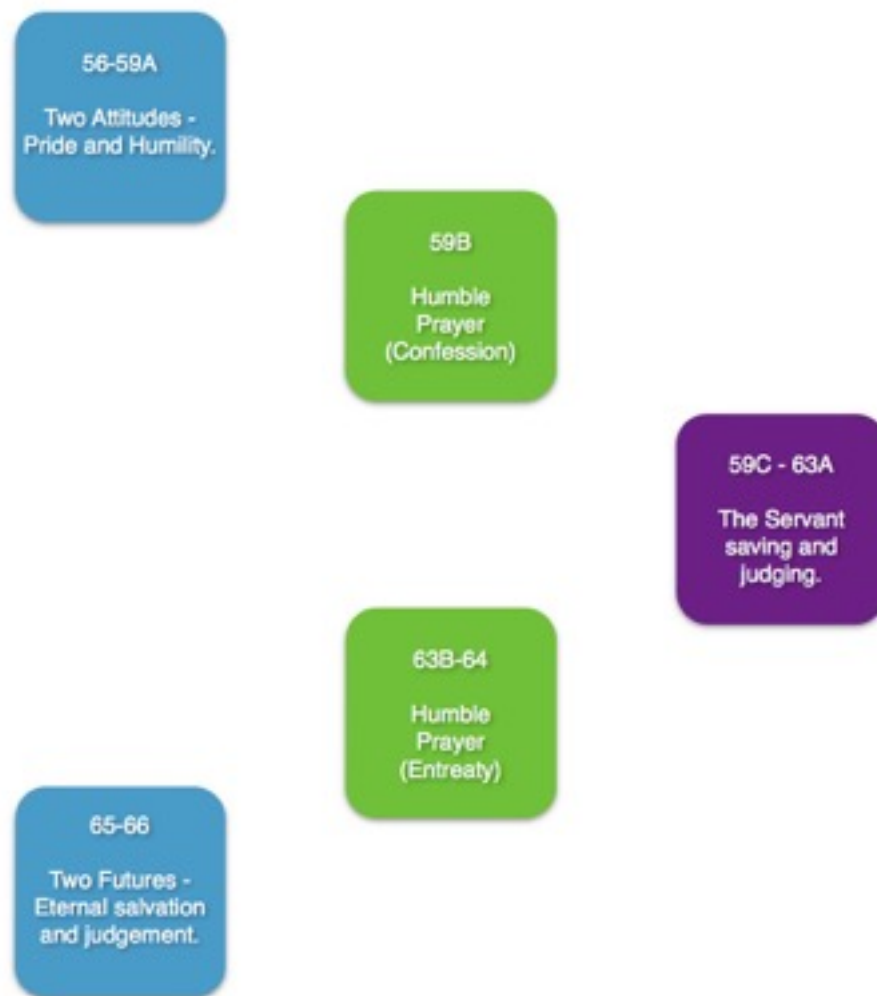 56-59A
Two Attitudes -
Pride and Humility.
59B
Humble
Prayer
(Confession)
59C - 63A
The Servant
saving and
judging.
63B-64
Humble
Prayer
(Entreaty)
65-66
Two Futures -
Eternal salvation
and judgement.